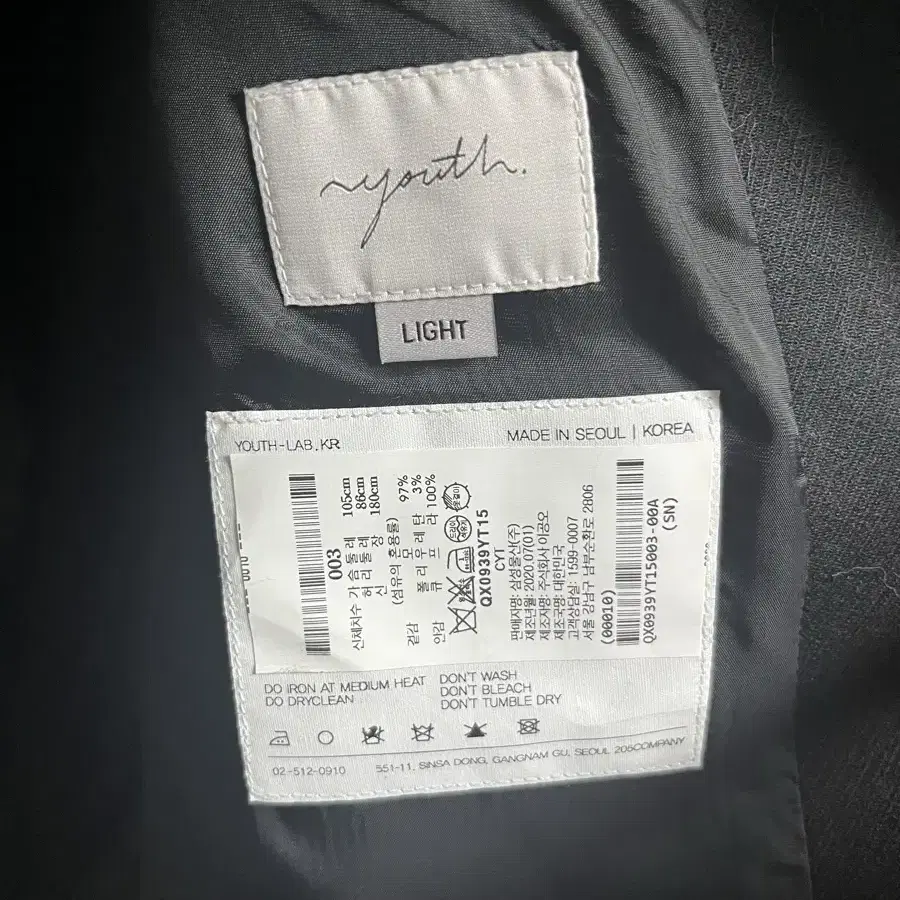 youth.
LIGHT
YOUTH-LAB.KR
MADE IN SEOUL | KOREA
003
신체치수 가슴둘레 105cm
허리둘레 86cm
신장 180cm
(섬유의 혼용률)
겉감 모 97%
폴리우레탄 3%
안감 큐프라 100%
QX0939YT15
CYI
판매자명: 삼성물산(주)
제조년월: 2020.07(01)
제조자명: 주식회사 이공오
제조국명: 대한민국
고객상담실: 1599-0007
서울 강남구 남부순환로 2806
(00010)
QX0939YT15003-00A
(SN)
DO IRON AT MEDIUM HEAT
DO DRYCLEAN
DON'T WASH
DON'T BLEACH
DON'T TUMBLE DRY
02-512-0910
551-11, SINSA DONG, GANGNAM GU, SEOUL 205COMPANY